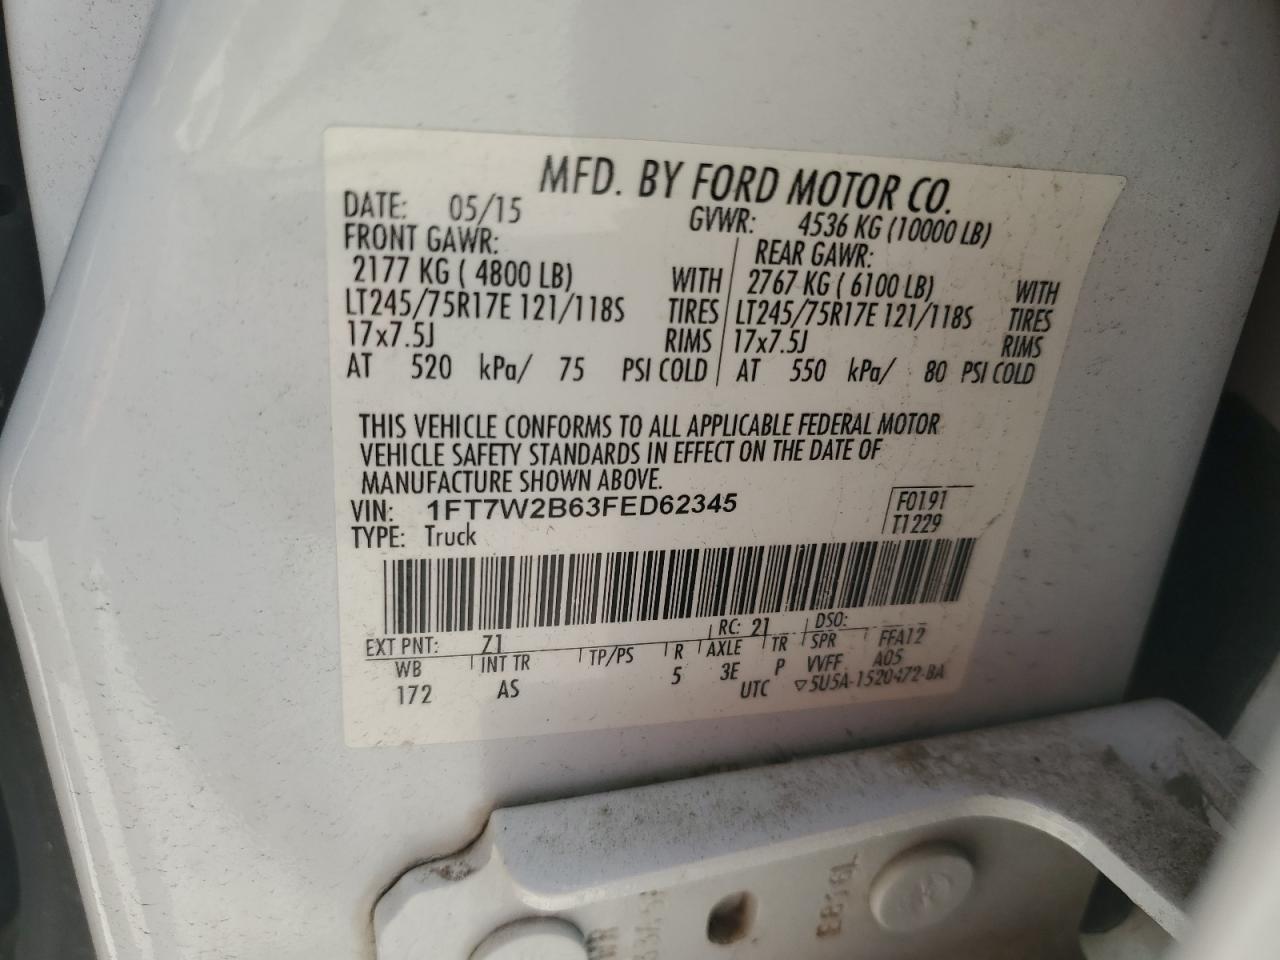 MFD. BY FORD MOTOR CO.
DATE: 05/15 GVWR: 4536 KG (10000 LB)
FRONT GAWR: REAR GAWR:
2177 KG ( 4800 LB) WITH 2767 KG ( 6100 LB) WITH
LT245/75R17E 121/118S TIRES LT245/75R17E 121/118S TIRES
17x7.5J RIMS 17x7.5J RIMS
AT 520 kPa/ 75 PSI COLD AT 550 kPa/ 80 PSI COLD
THIS VEHICLE CONFORMS TO ALL APPLICABLE FEDERAL MOTOR
VEHICLE SAFETY STANDARDS IN EFFECT ON THE DATE OF
MANUFACTURE SHOWN ABOVE.
VIN: 1FT7W2B63FED62345 F0191
TYPE: Truck T1229
EXT PNT: Z1 RC: 21 DSO:
WB INT TR TP/PS R AXLE TR SPR FFA12
172 AS 5 3E P VVFF A05
UTC ▽5U5A-1520472-BA